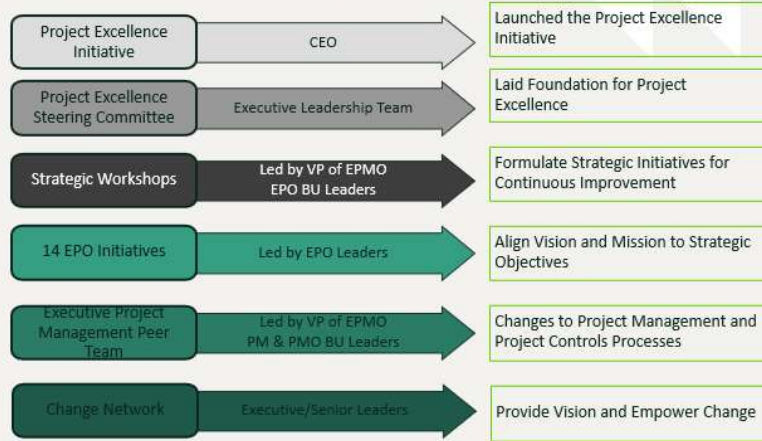 Project Excellence
Initiative
CEO
Launched the Project Excellence
Initiative
Project Excellence
Steering Committee
Executive Leadership Team
Laid Foundation for Project
Excellence
Strategic Workshops
Led by VP of EPMO
EPO BU Leaders
Formulate Strategic Initiatives for
Continuous Improvement
14 EPO Initiatives
Led by EPO Leaders
Align Vision and Mission to Strategic
Objectives
Executive Project
Management Peer
Team
Led by VP of EPMO
PM & PMO BU Leaders
Changes to Project Management and
Project Controls Processes
Change Network
Executive/Senior Leaders
Provide Vision and Empower Change